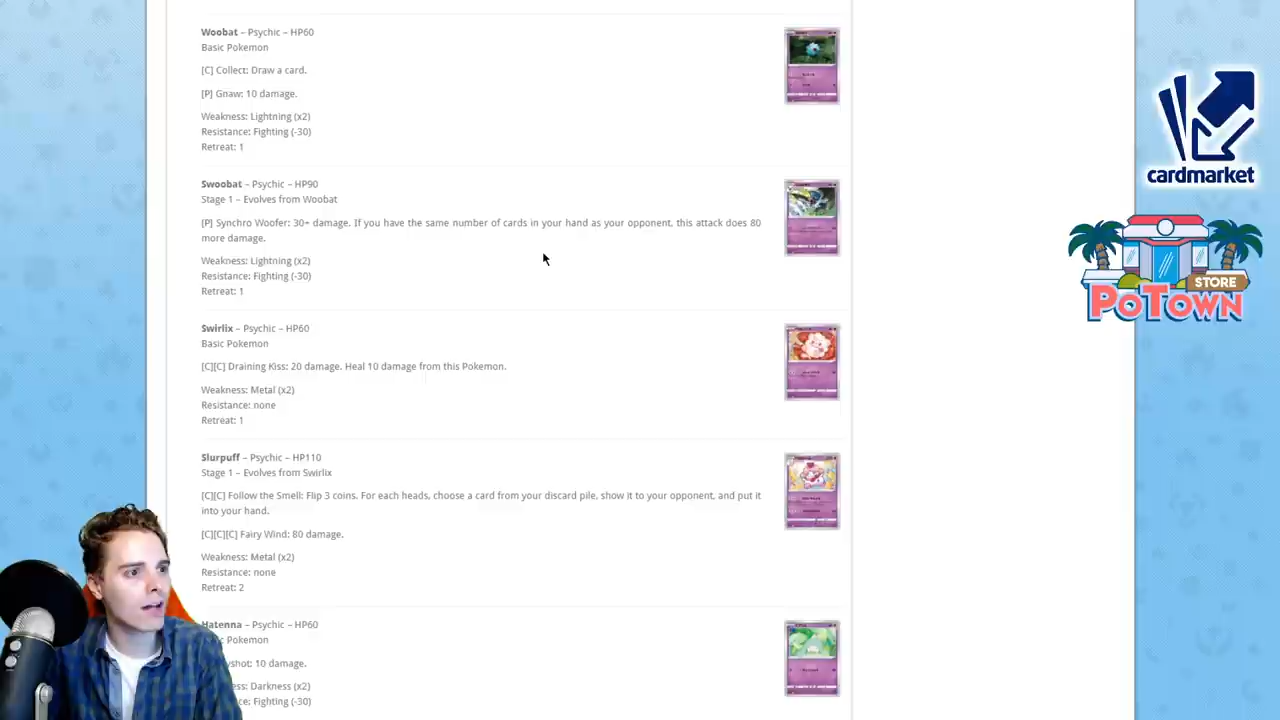 Woobat – Psychic – HP60
Basic Pokemon
[C] Collect: Draw a card.
[P] Gnaw: 10 damage.
Weakness: Lightning (x2)
Resistance: Fighting (-30)
Retreat: 1
Swoobat – Psychic – HP90
Stage 1 – Evolves from Woobat
[P] Synchro Woofer: 30+ damage. If you have the same number of cards in your hand as your opponent, this attack does 80
more damage.
Weakness: Lightning (x2)
Resistance: Fighting (-30)
Retreat: 1
Swirlix – Psychic – HP60
Basic Pokemon
[C][C] Draining Kiss: 20 damage. Heal 10 damage from this Pokemon.
Weakness: Metal (x2)
Resistance: none
Retreat: 1
Slurpuff – Psychic – HP110
Stage 1 – Evolves from Swirlix
[C][C] Follow the Smell: Flip 3 coins. For each heads, choose a card from your discard pile, show it to your opponent, and put it
into your hand.
[C][C][C] Fairy Wind: 80 damage.
Weakness: Metal (x2)
Resistance: none
Retreat: 2
Hatenna – Psychic – HP60
Pokemon
10 damage.
Darkness (x2)
Fighting (-30)
cardmarket
STORE
POTOWN